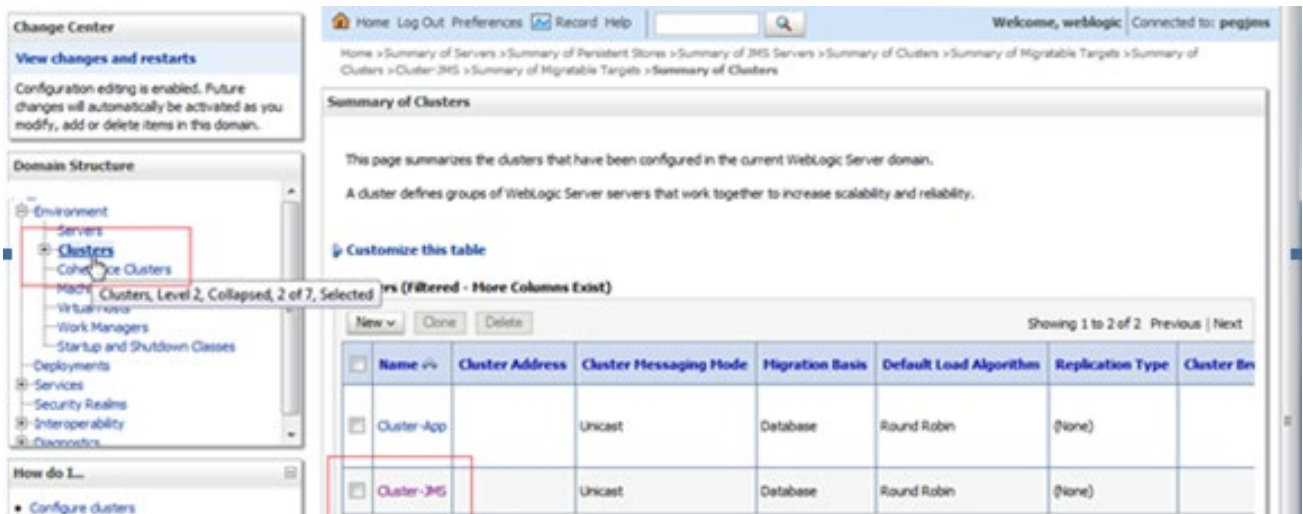 Change Center
View changes and restarts
Configuration editing is enabled. Future
changes will automatically be activated as you
modify, add or delete items in this domain.
Domain Structure
Environment
Servers
Clusters
Coherence Clusters
Clusters, Level 2, Collapsed, 2 of 7, Selected
Virtual Hosts
Work Managers
Startup and Shutdown Classes
Deployments
Services
Security Realms
Interoperability
Diagnostics
How do I...
Configure clusters
Home Log Out Preferences Record Help
Welcome, weblogic Connected to: pegjms
Home >Summary of Servers >Summary of Persistent Stores >Summary of JMS Servers >Summary of Clusters >Summary of Migratable Targets >Summary of
Clusters >Cluster-JMS >Summary of Migratable Targets >Summary of Clusters
Summary of Clusters
This page summarizes the clusters that have been configured in the current WebLogic Server domain.
A cluster defines groups of WebLogic Server servers that work together to increase scalability and reliability.
Customize this table
(Filtered - More Columns Exist)
New Clone Delete Showing 1 to 2 of 2 Previous | Next
Name Cluster Address Cluster Messaging Mode Migration Basis Default Load Algorithm Replication Type Cluster
Cluster-App Unicast Database Round Robin (None)
Cluster-JMS Unicast Database Round Robin (None)